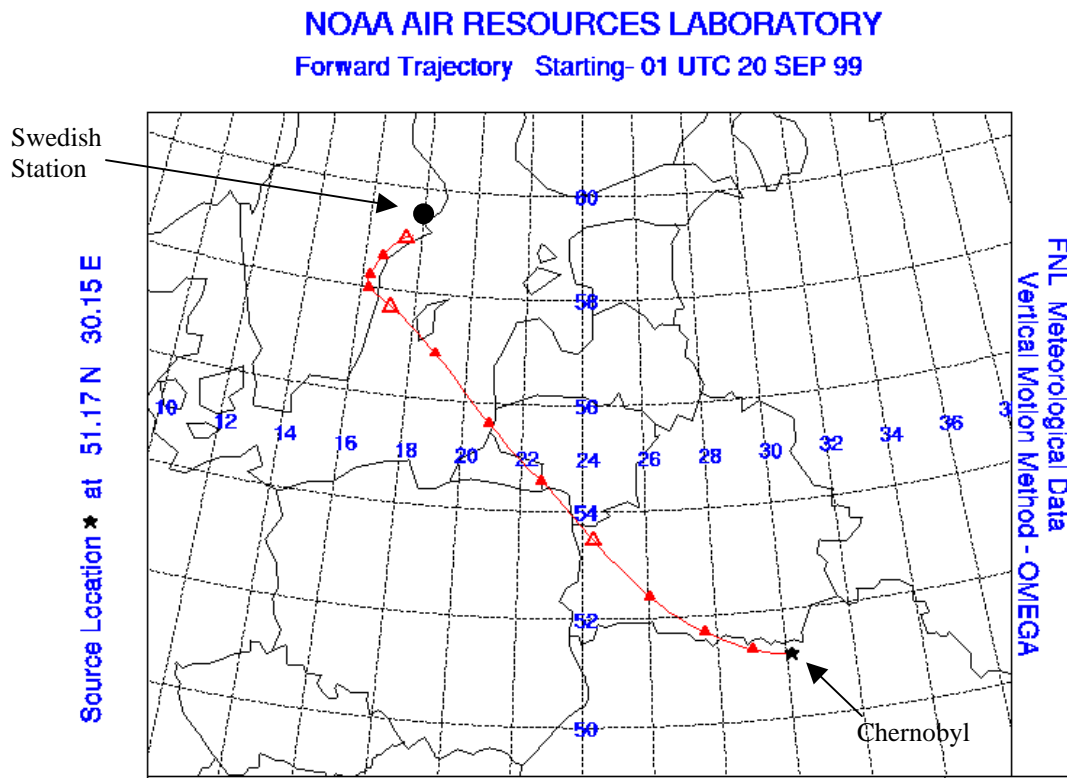 NOAA AIR RESOURCES LABORATORY
Forward Trajectory Starting- 01 UTC 20 SEP 99
Swedish
Station
Source Location ★ at 51.17 N 30.15 E
60
58
56
10
12
14
16
18
20
22
24
26
28
30
32
34
36
3
54
52
50
Chernobyl
FNL Meteorological Data
Vertical Motion Method - OMEGA